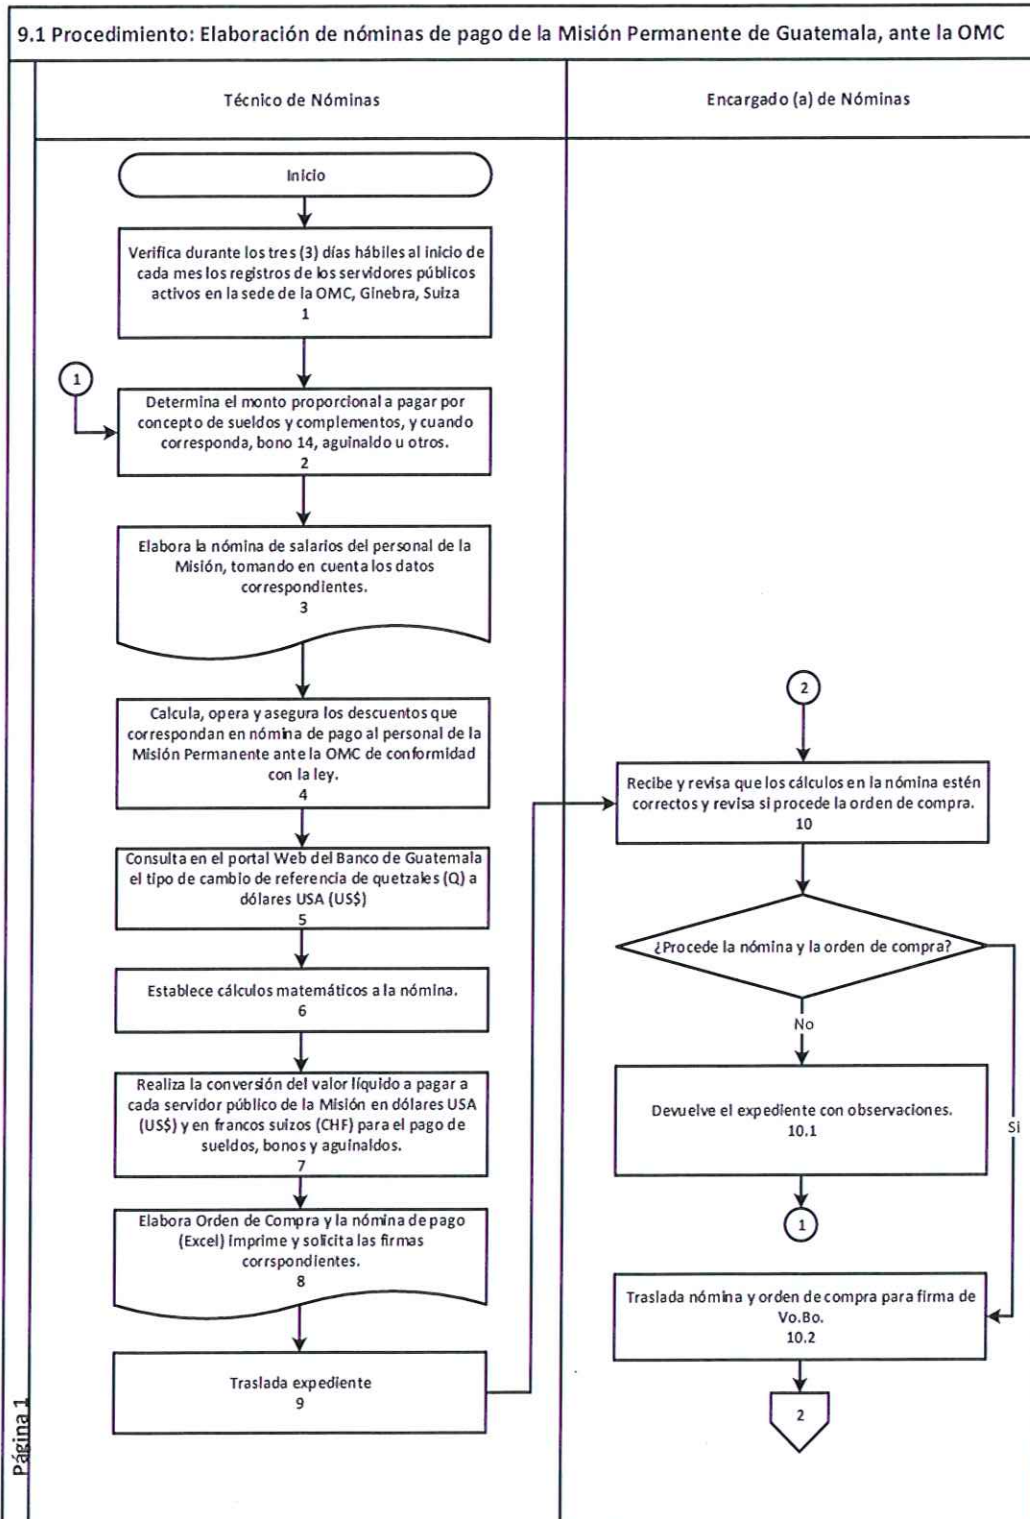 9.1 Procedimiento: Elaboración de nóminas de pago de la Misión Permanente de Guatemala, ante la OMC
Técnico de Nóminas
Encargado (a) de Nóminas
Inicio
Verifica durante los tres (3) días hábiles al inicio de
cada mes los registros de los servidores públicos
activos en la sede de la OMC, Ginebra, Suiza
1
1
Determina el monto proporcional a pagar por
concepto de sueldos y complementos, y cuando
corresponda, bono 14, aguinaldo u otros.
2
Elabora la nómina de salarios del personal de la
Misión, tomando en cuenta los datos
correspondientes.
3
Calcula, opera y asegura los descuentos que
correspondan en nómina de pago al personal de la
Misión Permanente ante la OMC de conformidad
con la ley.
4
Consulta en el portal Web del Banco de Guatemala
el tipo de cambio de referencia de quetzales (Q) a
dólares USA (US$)
5
Establece cálculos matemáticos a la nómina.
6
Realiza la conversión del valor líquido a pagar a
cada servidor público de la Misión en dólares USA
(US$) y en francos suizos (CHF) para el pago de
sueldos, bonos y aguinaldos.
7
Elabora Orden de Compra y la nómina de pago
(Excel) imprime y solicita las firmas
corrspondientes.
8
Traslada expediente
9
2
Recibe y revisa que los cálculos en la nómina estén
correctos y revisa si procede la orden de compra.
10
¿Procede la nómina y la orden de compra?
No
Si
Devuelve el expediente con observaciones.
10.1
1
Traslada nómina y orden de compra para firma de
Vo.Bo.
10.2
2
Página 1